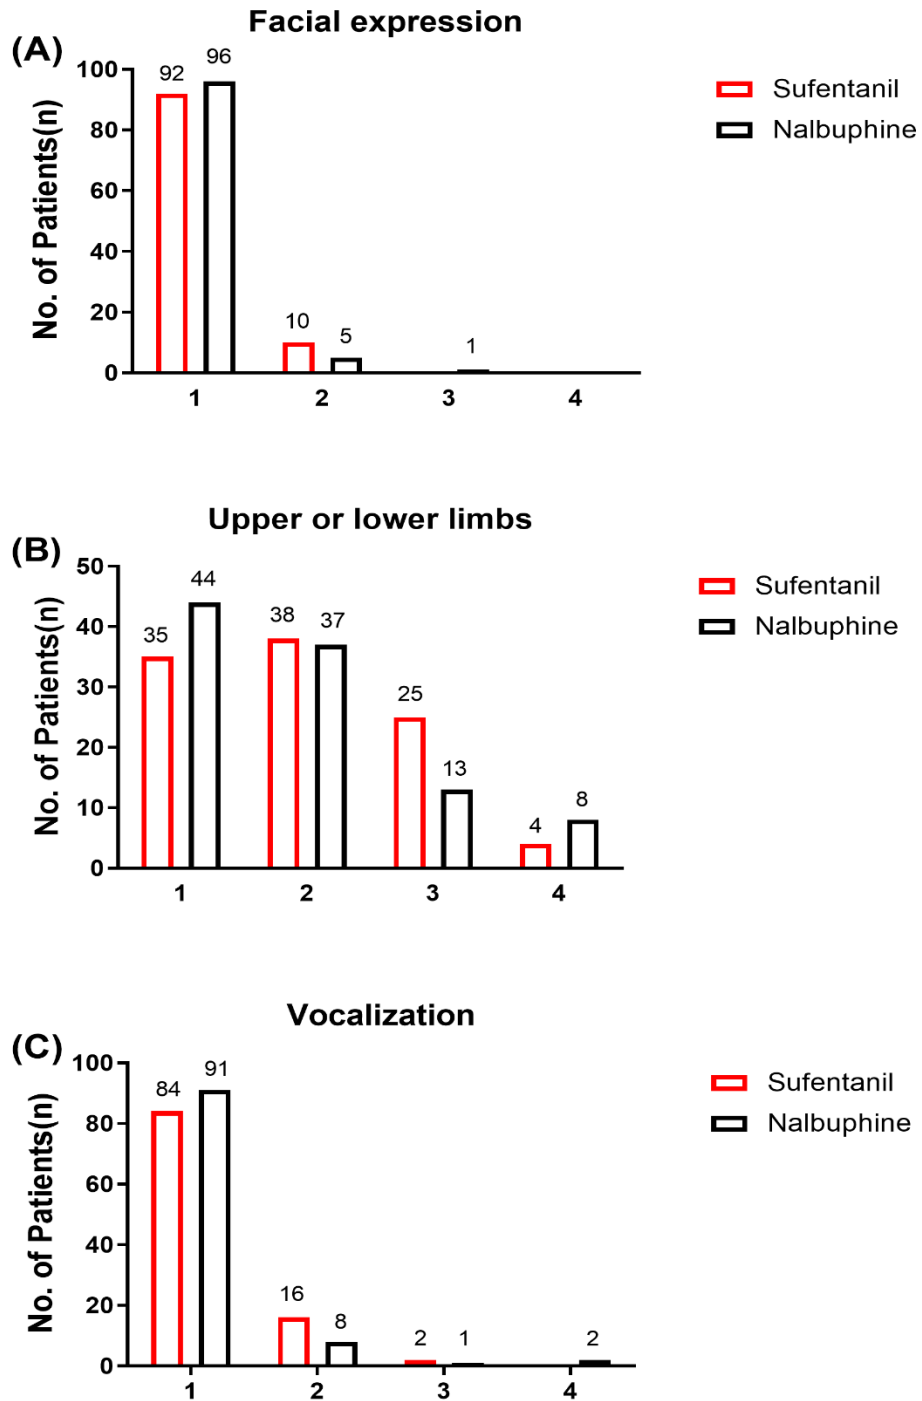 Facial expression
(A)
No. of Patients(n)
100
80
60
40
20
0
92 96
10 5
1
1 2 3 4
Sufentanil
Nalbuphine
Upper or lower limbs
(B)
No. of Patients(n)
50
40
30
20
10
0
35 44
38 37
25 13
4 8
1 2 3 4
Sufentanil
Nalbuphine
Vocalization
(C)
No. of Patients(n)
100
80
60
40
20
0
84 91
16 8
2 1
2
1 2 3 4
Sufentanil
Nalbuphine